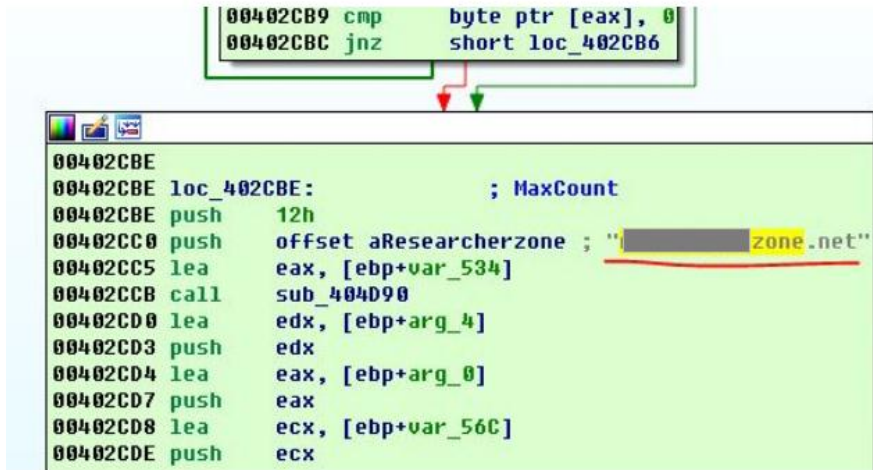 00402CB9 cmp byte ptr [eax], 0
00402CBC jnz short loc_402CB6
00402CBE
00402CBE loc_402CBE: ; MaxCount
00402CBE push 12h
00402CC0 push offset aResearcherzone ; " zone.net"
00402CC5 lea eax, [ebp+var_534]
00402CCB call sub_404D90
00402CD0 lea edx, [ebp+arg_4]
00402CD3 push edx
00402CD4 lea eax, [ebp+arg_0]
00402CD7 push eax
00402CD8 lea ecx, [ebp+var_56C]
00402CDE push ecx